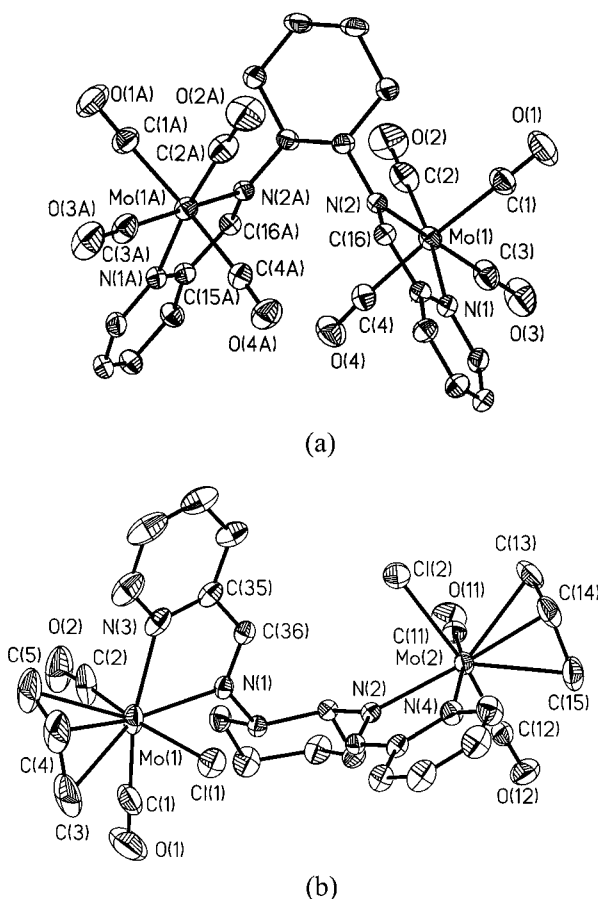 O(1A)
O(2A)
C(1A)
C(2A)
O(2)
O(1)
Mo(1A)
C(2)
O(3A)
N(2A)
N(2)
C(1)
C(16A)
C(16)
Mo(1)
C(3A)
C(3)
N(1A)
C(4A)
N(1)
C(15A)
C(4)
O(3)
O(4A)
O(4)
(a)
C(13)
Cl(2)
O(11)
C(35)
C(14)
N(3)
O(2)
C(36)
C(11)
C(5)
C(2)
Mo(2)
N(1)
N(2)
C(15)
N(4)
Mo(1)
C(12)
C(4)
Cl(1)
C(3)
C(1)
O(12)
O(1)
(b)